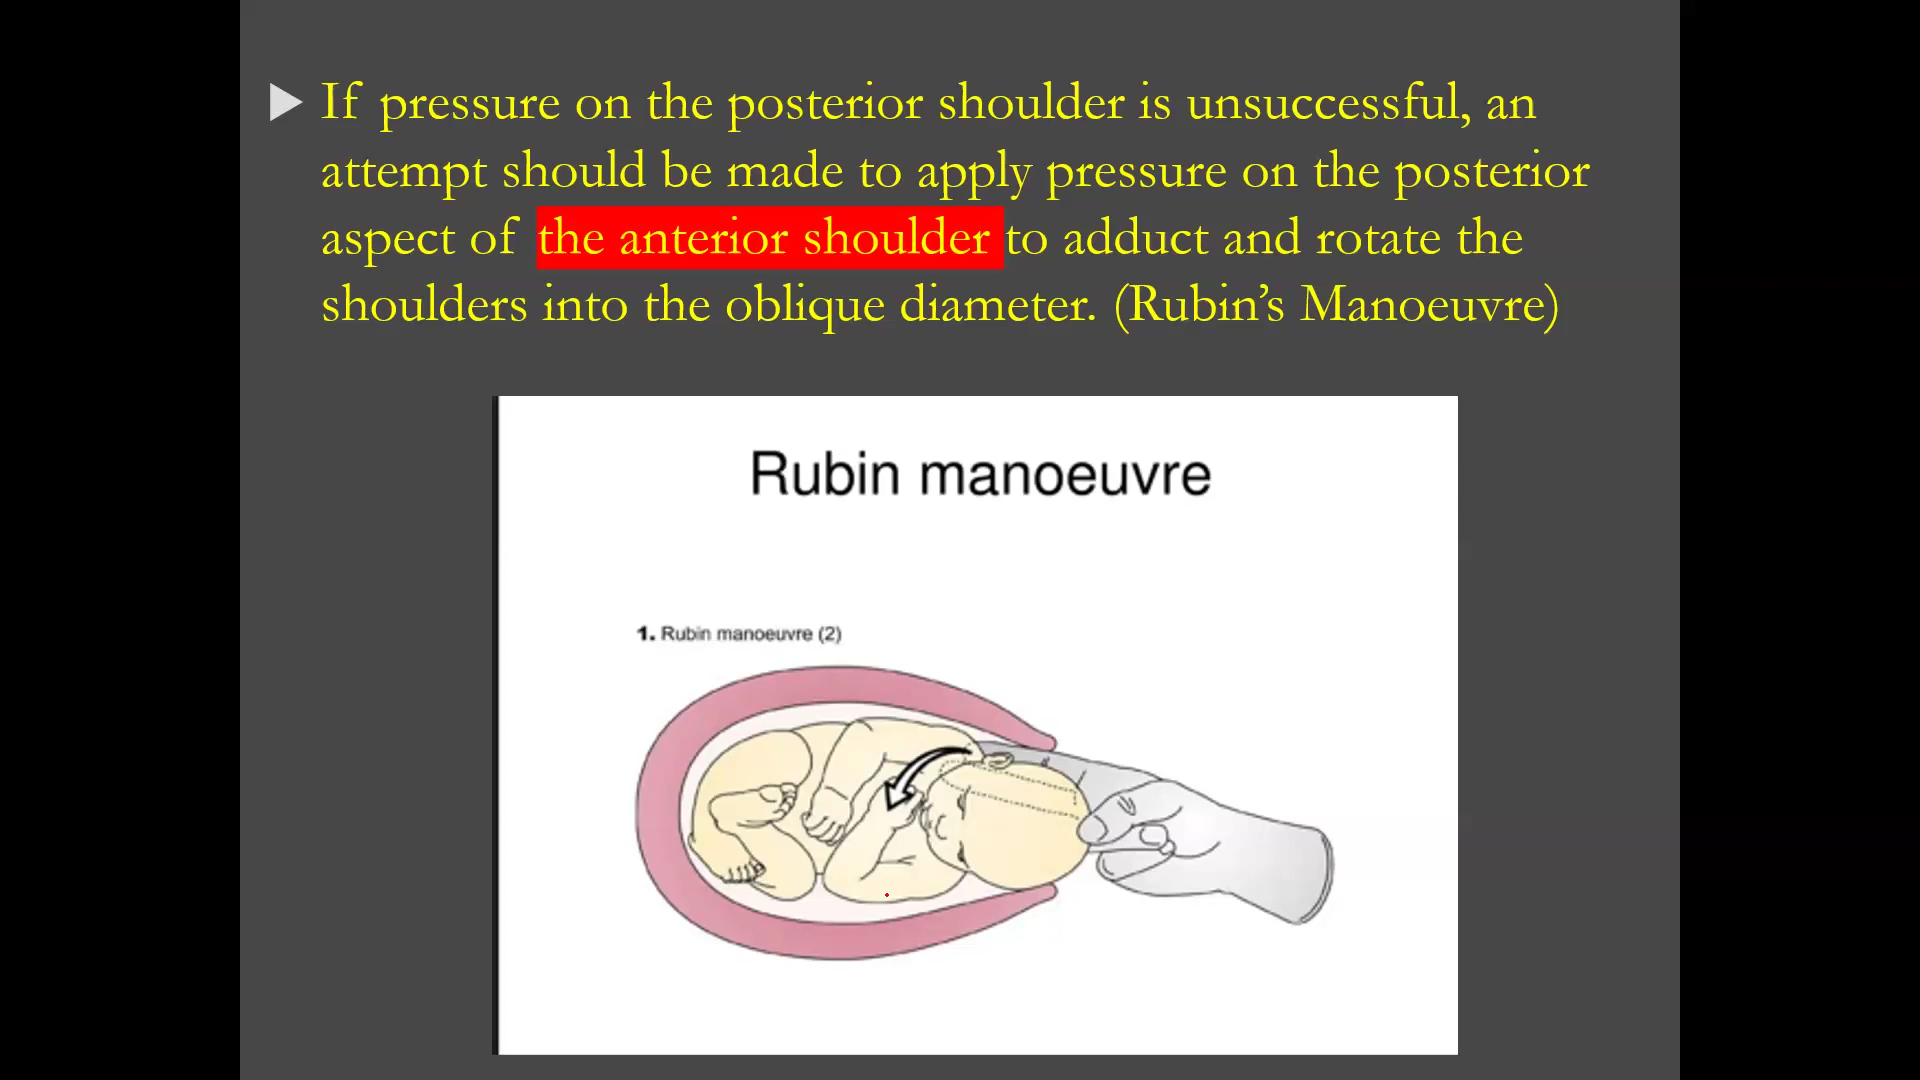 If pressure on the posterior shoulder is unsuccessful, an
attempt should be made to apply pressure on the posterior
aspect of the anterior shoulder to adduct and rotate the
shoulders into the oblique diameter. (Rubin’s Manoeuvre)
Rubin manoeuvre
1. Rubin manoeuvre (2)